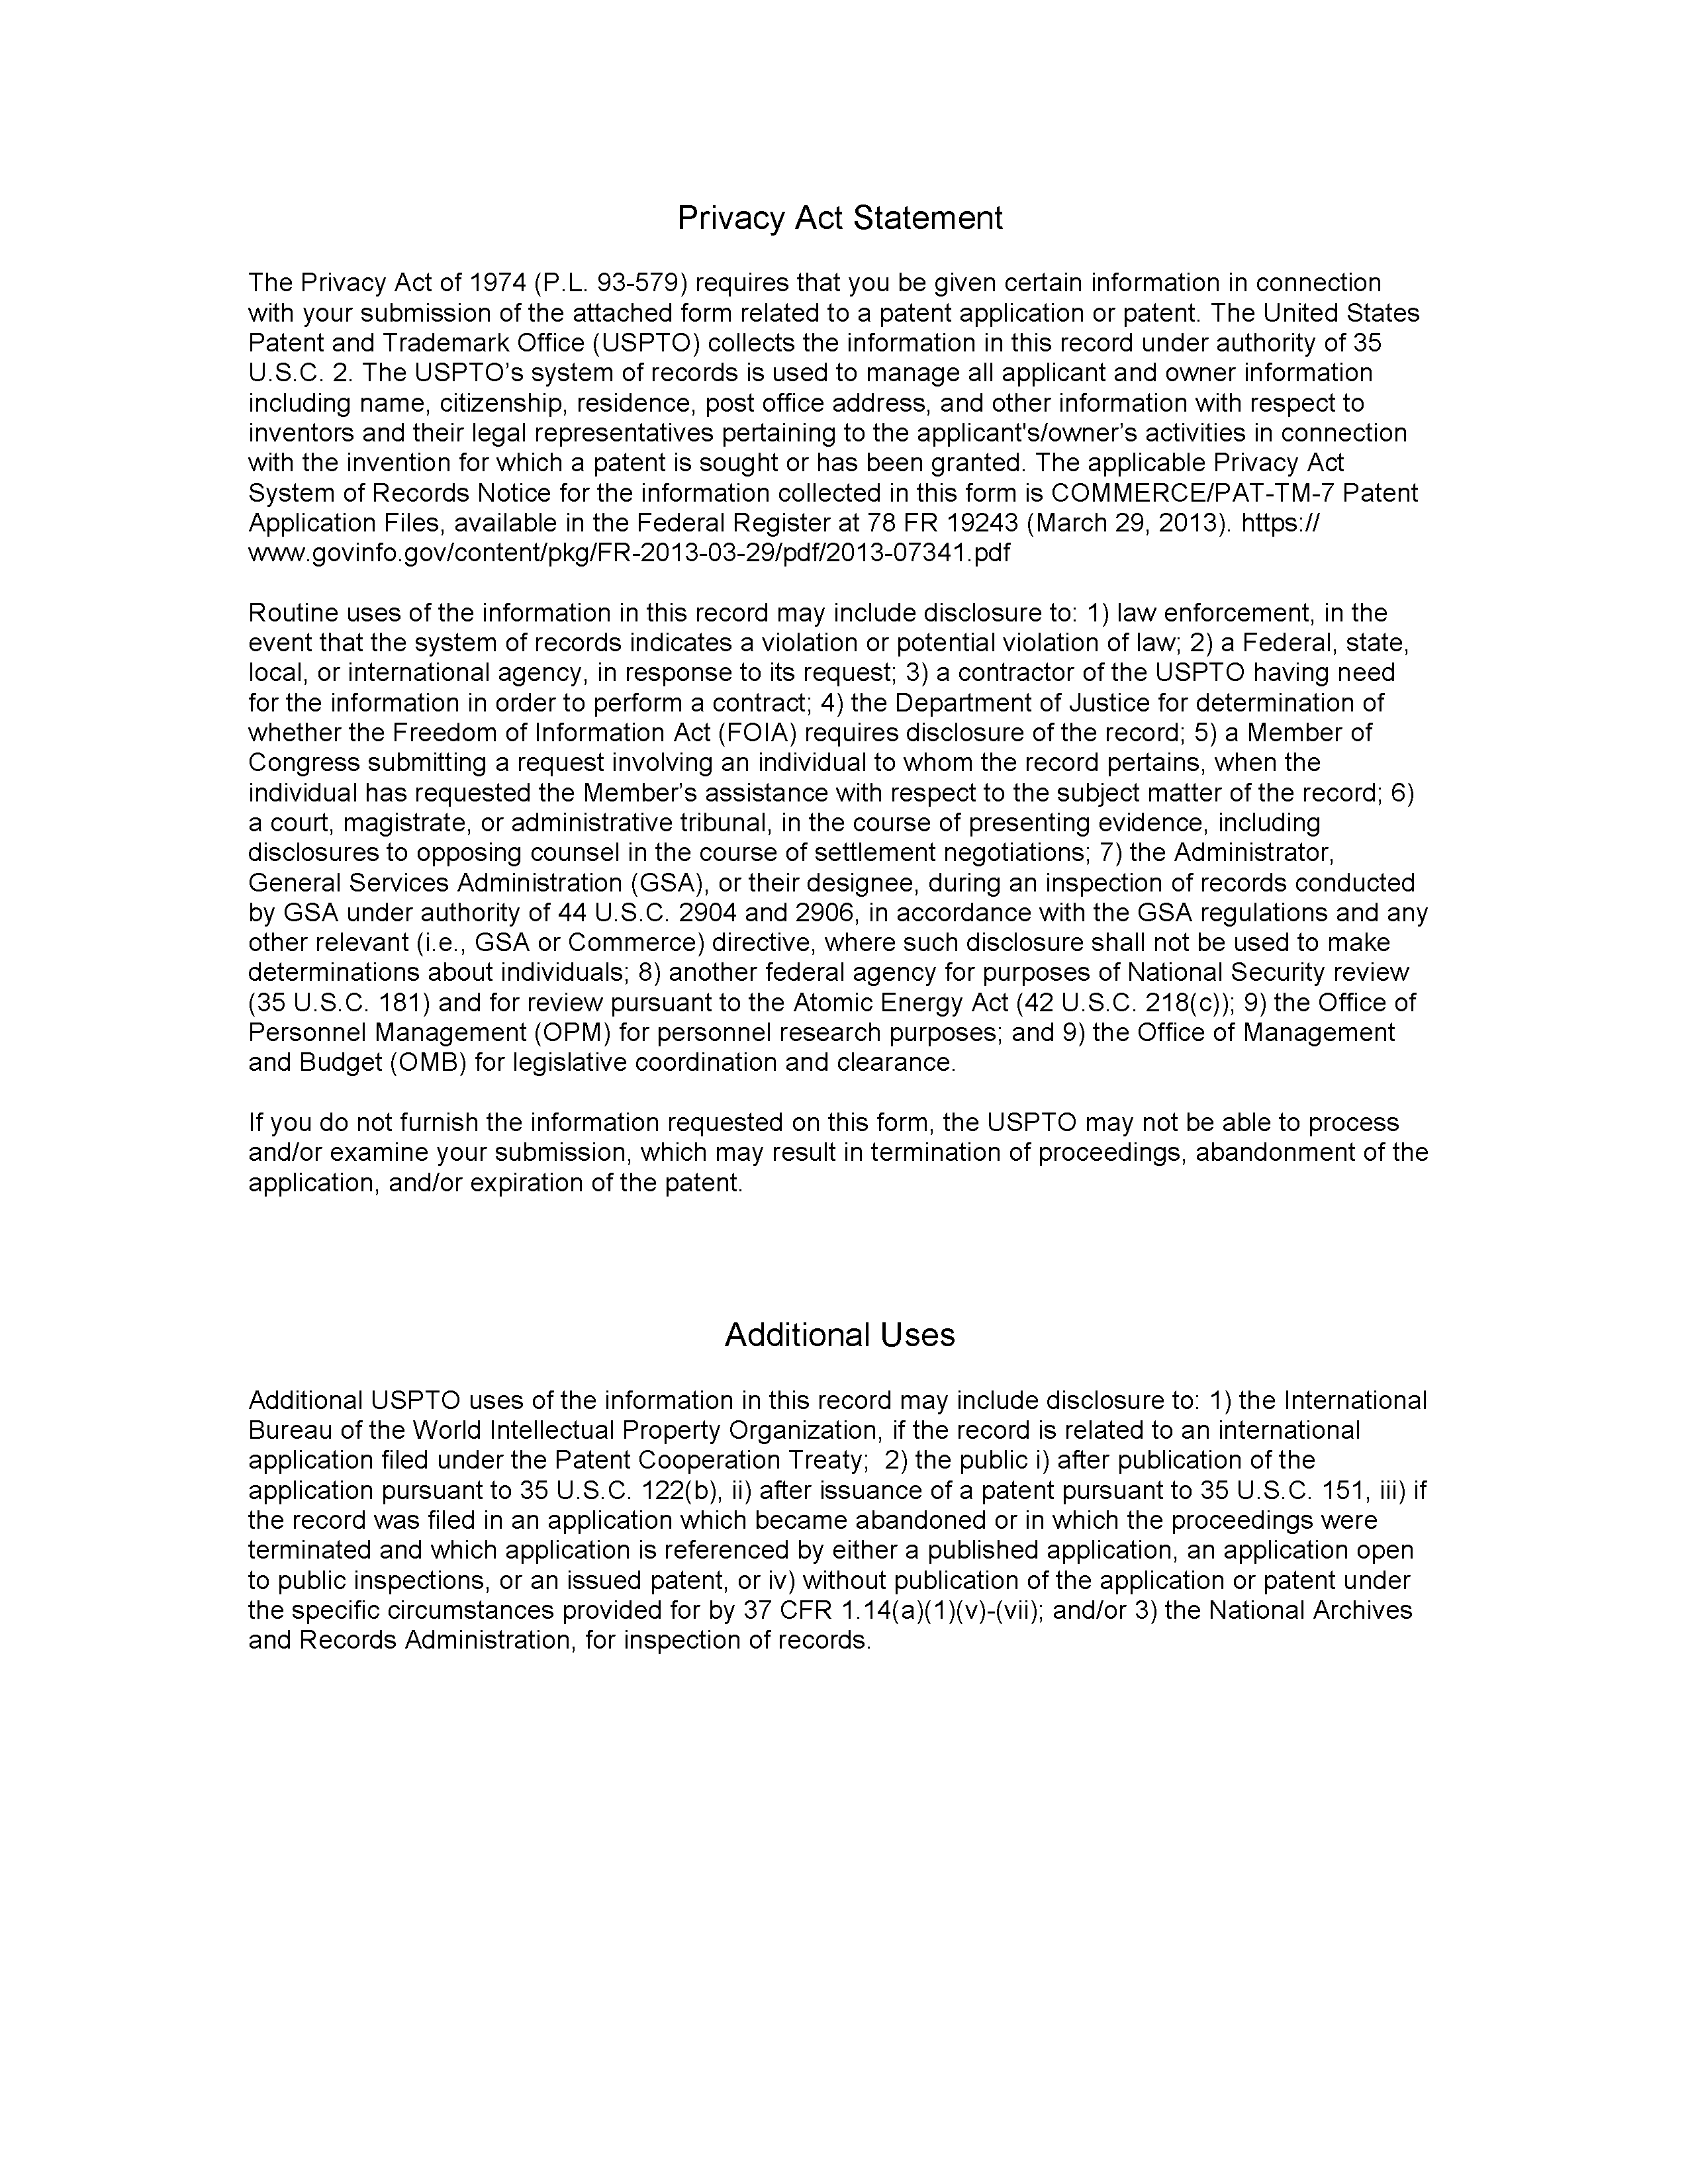 Privacy Act Statement
The Privacy Act of 1974 (P.L. 93-579) requires that you be given certain information in connection
with your submission of the attached form related to a patent application or patent. The United States
Patent and Trademark Office (USPTO) collects the information in this record under authority of 35
U.S.C. 2. The USPTO’s system of records is used to manage all applicant and owner information
including name, citizenship, residence, post office address, and other information with respect to
inventors and their legal representatives pertaining to the applicant's/owner’s activities in connection
with the invention for which a patent is sought or has been granted. The applicable Privacy Act
System of Records Notice for the information collected in this form is COMMERCE/PAT-TM-7 Patent
Application Files, available in the Federal Register at 78 FR 19243 (March 29, 2013). https://
www.govinfo.gov/content/pkg/FR-2013-03-29/pdf/2013-07341.pdf
Routine uses of the information in this record may include disclosure to: 1) law enforcement, in the
event that the system of records indicates a violation or potential violation of law; 2) a Federal, state,
local, or international agency, in response to its request; 3) a contractor of the USPTO having need
for the information in order to perform a contract; 4) the Department of Justice for determination of
whether the Freedom of Information Act (FOIA) requires disclosure of the record; 5) a Member of
Congress submitting a request involving an individual to whom the record pertains, when the
individual has requested the Member’s assistance with respect to the subject matter of the record; 6)
a court, magistrate, or administrative tribunal, in the course of presenting evidence, including
disclosures to opposing counsel in the course of settlement negotiations; 7) the Administrator,
General Services Administration (GSA), or their designee, during an inspection of records conducted
by GSA under authority of 44 U.S.C. 2904 and 2906, in accordance with the GSA regulations and any
other relevant (i.e., GSA or Commerce) directive, where such disclosure shall not be used to make
determinations about individuals; 8) another federal agency for purposes of National Security review
(35 U.S.C. 181) and for review pursuant to the Atomic Energy Act (42 U.S.C. 218(c)); 9) the Office of
Personnel Management (OPM) for personnel research purposes; and 9) the Office of Management
and Budget (OMB) for legislative coordination and clearance.
If you do not furnish the information requested on this form, the USPTO may not be able to process
and/or examine your submission, which may result in termination of proceedings, abandonment of the
application, and/or expiration of the patent.
Additional Uses
Additional USPTO uses of the information in this record may include disclosure to: 1) the International
Bureau of the World Intellectual Property Organization, if the record is related to an international
application filed under the Patent Cooperation Treaty;  2) the public i) after publication of the
application pursuant to 35 U.S.C. 122(b), ii) after issuance of a patent pursuant to 35 U.S.C. 151, iii) if
the record was filed in an application which became abandoned or in which the proceedings were
terminated and which application is referenced by either a published application, an application open
to public inspections, or an issued patent, or iv) without publication of the application or patent under
the specific circumstances provided for by 37 CFR 1.14(a)(1)(v)-(vii); and/or 3) the National Archives
and Records Administration, for inspection of records.